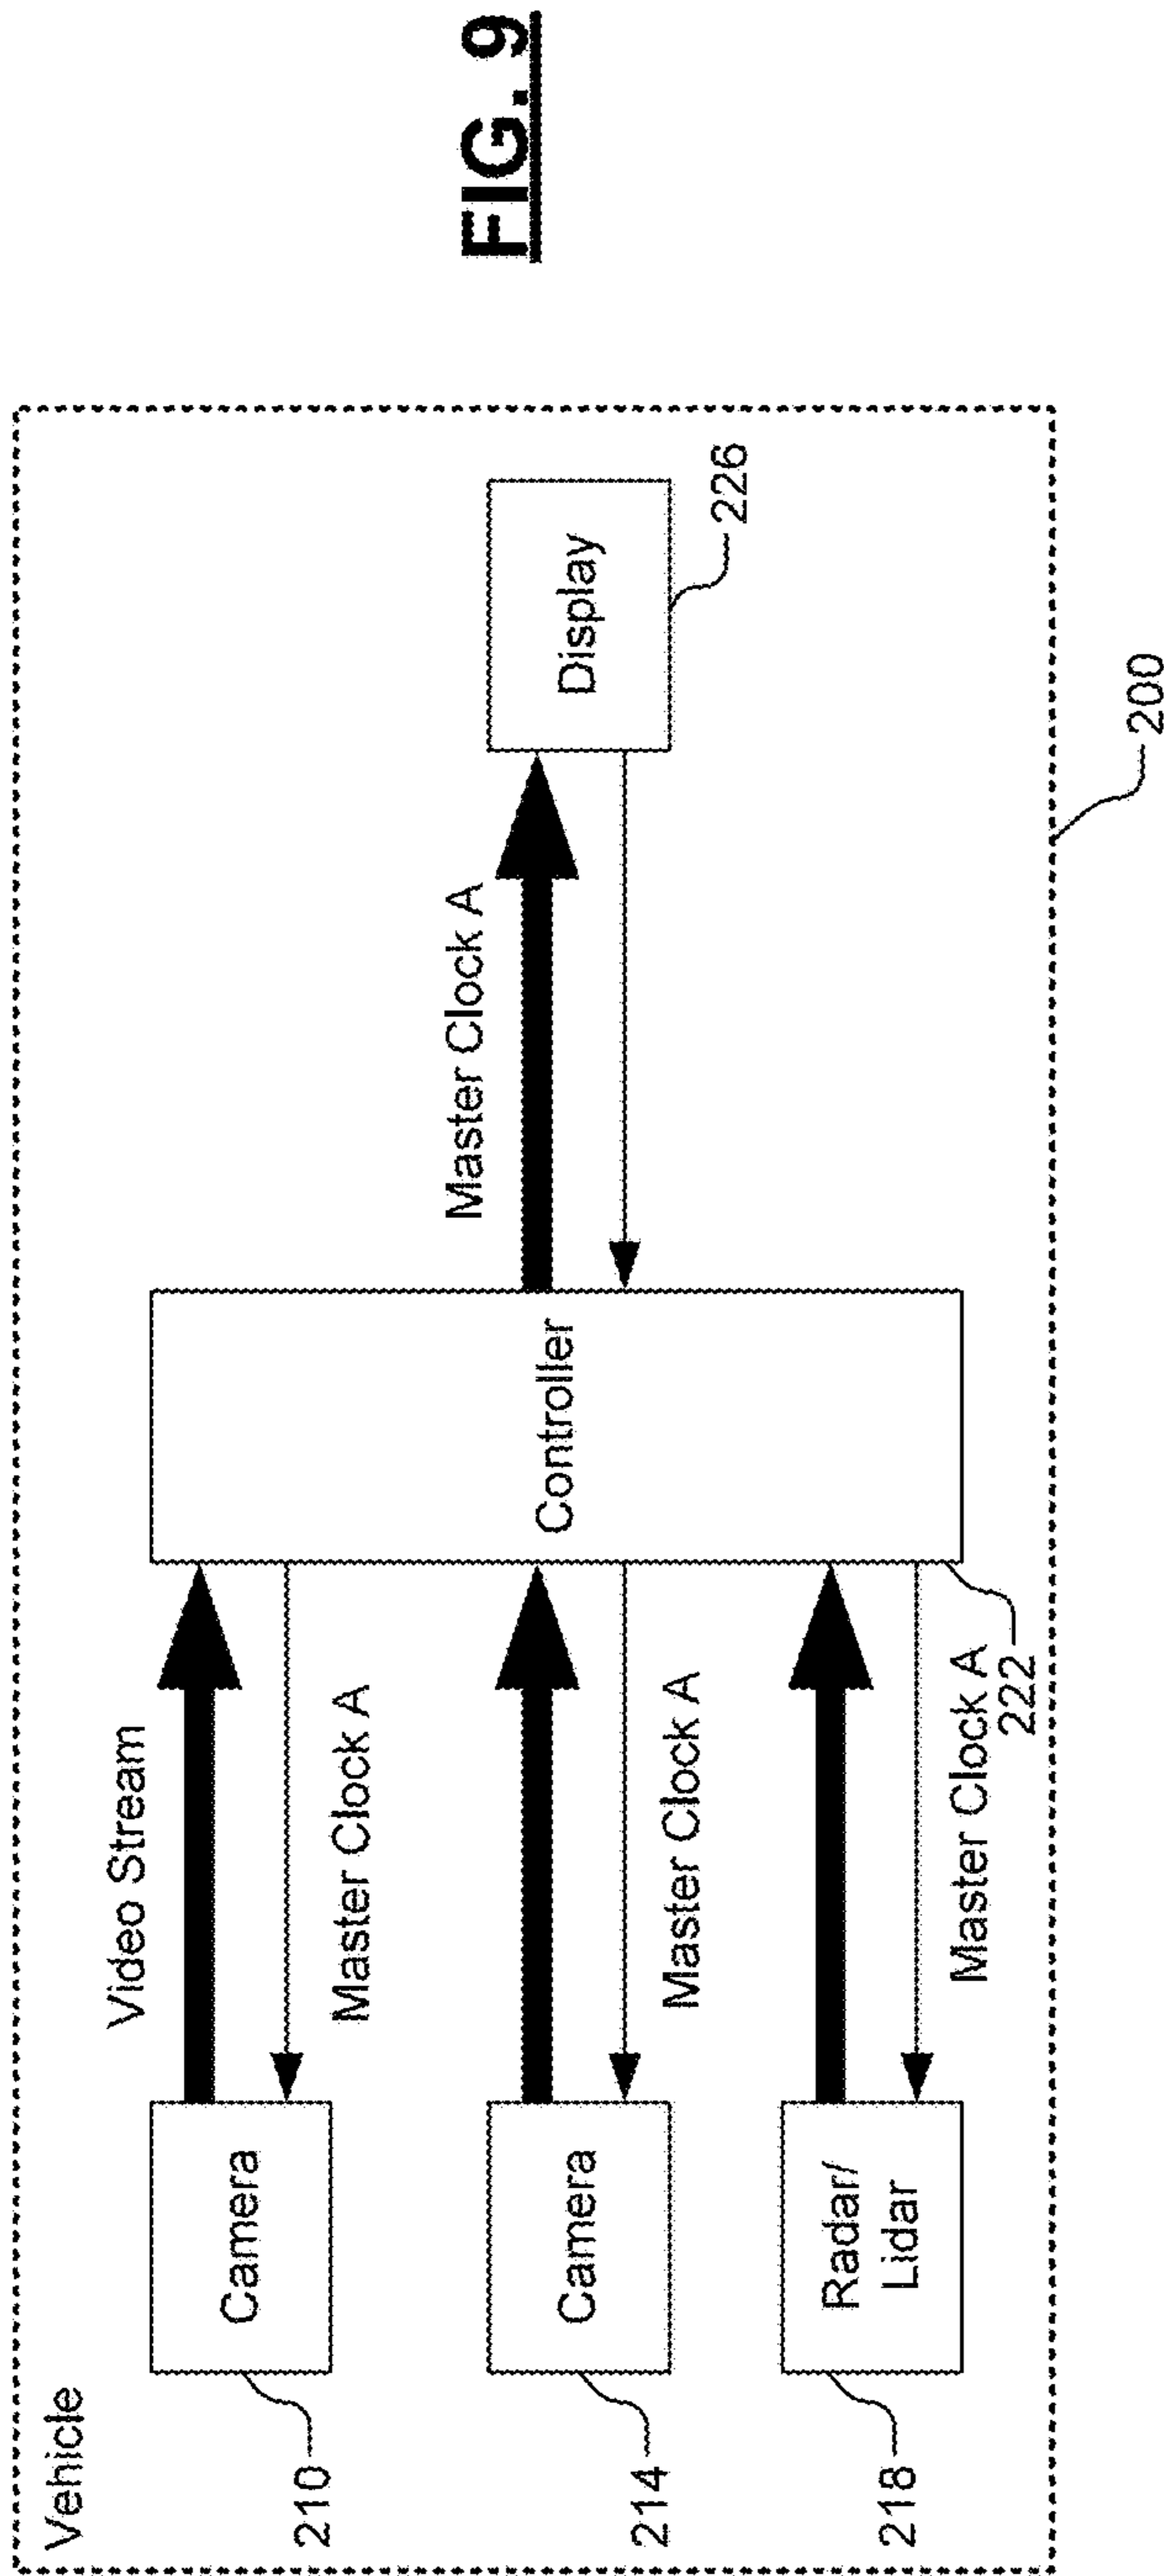 Vehicle
Video Stream
Camera
210
Master Clock A
Camera
214
Master Clock A
Radar/
Lidar
218
Master Clock A
222
Controller
Master Clock A
Display
226
200
FIG. 9